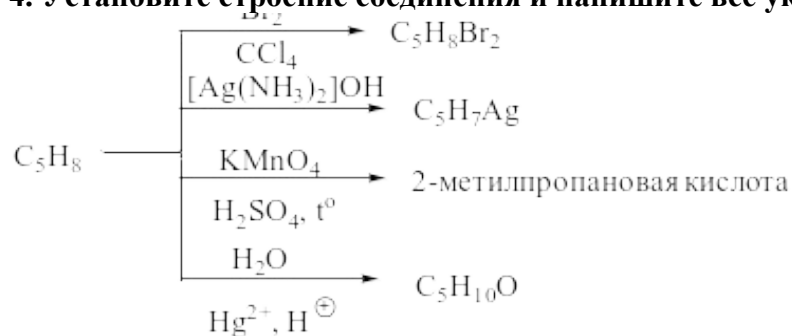 4. Установите строение соединения и напишите все ук
Br₂
C₅H₈Br₂
CCl₄
[Ag(NH₃)₂]OH
C₅H₇Ag
C₅H₈
KMnO₄
2-метилпропановая кислота
H₂SO₄, t°
H₂O
C₅H₁₀O
Hg²⁺, H⊕